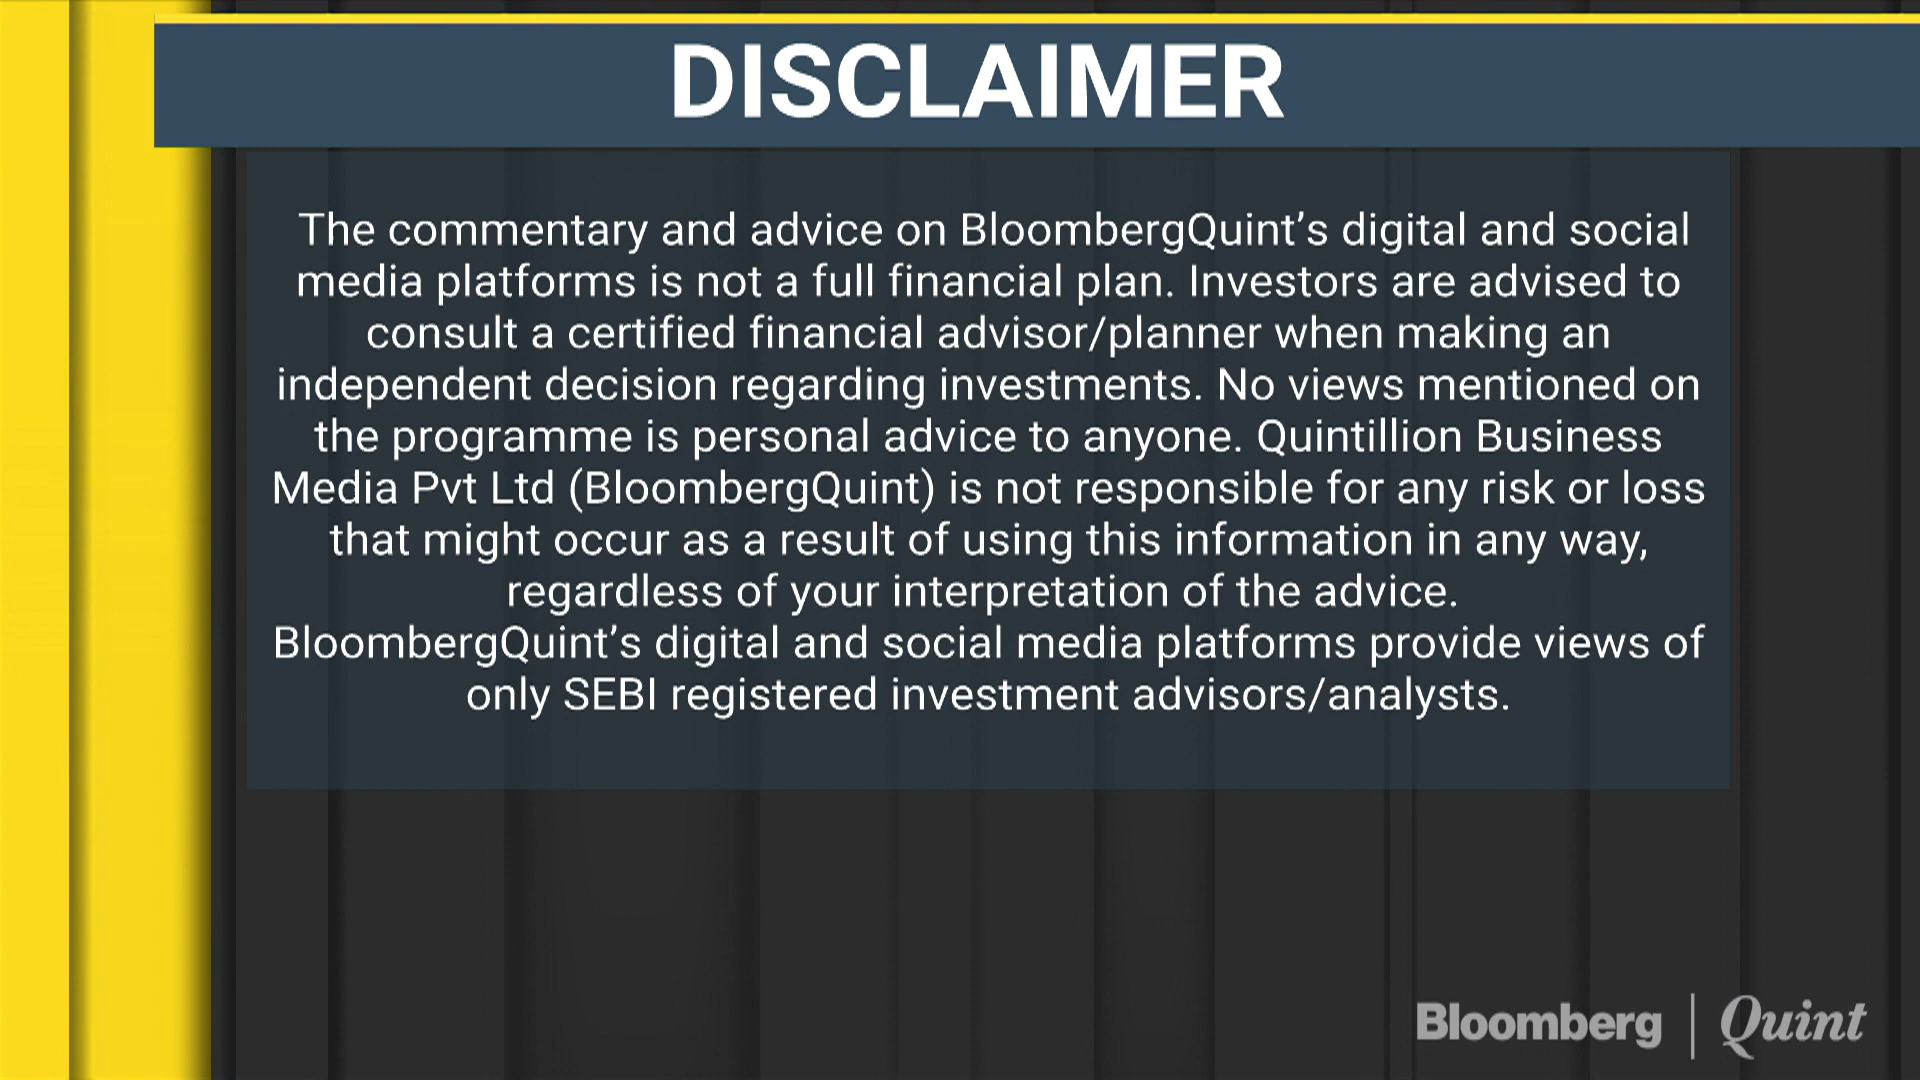 DISCLAIMER
The commentary and advice on BloombergQuint’s digital and social
media platforms is not a full financial plan. Investors are advised to
consult a certified financial advisor/planner when making an
independent decision regarding investments. No views mentioned on
the programme is personal advice to anyone. Quintillion Business
Media Pvt Ltd (BloombergQuint) is not responsible for any risk or loss
that might occur as a result of using this information in any way,
regardless of your interpretation of the advice.
BloombergQuint’s digital and social media platforms provide views of
only SEBI registered investment advisors/analysts.
Bloomberg | Quint